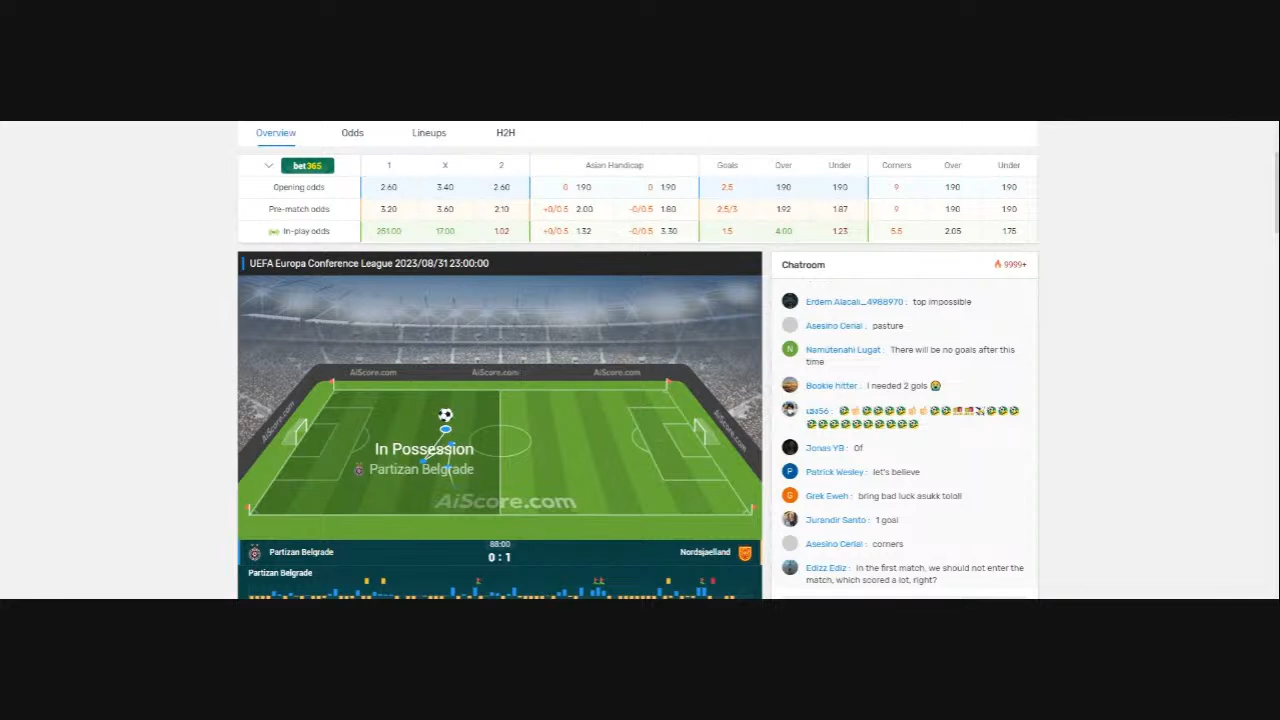 Overview Odds Lineups H2H
bet365 1 X 2 Asian Handicap Goals Over Under Corners Over Under
Opening odds 2.60 3.40 2.60 0 1.90 0 1.90 2.5 1.90 1.90 9 1.90 1.90
Pre-match odds 3.20 3.60 2.10 +0/0.5 2.00 -0/0.5 1.80 2.5/3 1.92 1.87 9 1.90 1.90
In-play odds 251.00 17.00 1.02 +0/0.5 1.32 -0/0.5 3.30 1.5 4.00 1.23 5.5 2.05 1.75
UEFA Europa Conference League 2023/08/31 23:00:00
AiScore.com AiScore.com AiScore.com
AiScore.com AiScore.com
In Possession
Partizan Belgrade
AiScore.com
Partizan Belgrade 88:00 Nordsjaelland
0 : 1
Partizan Belgrade
Chatroom 9999+
Erdem Alacalı_4988970 : top impossible
Asesino Cerial : pasture
N Namütenahi Lugat : There will be no goals after this
time
Bookie hitter : I needed 2 gols 😭
Jonas YB : Of
P Patrick Wesley : let's believe
G Grek Eweh : bring bad luck asukk tololl
Jurandir Santo : 1 goal
Asesino Cerial : corners
Edizz Ediz : In the first match, we should not enter the
match, which scored a lot, right?